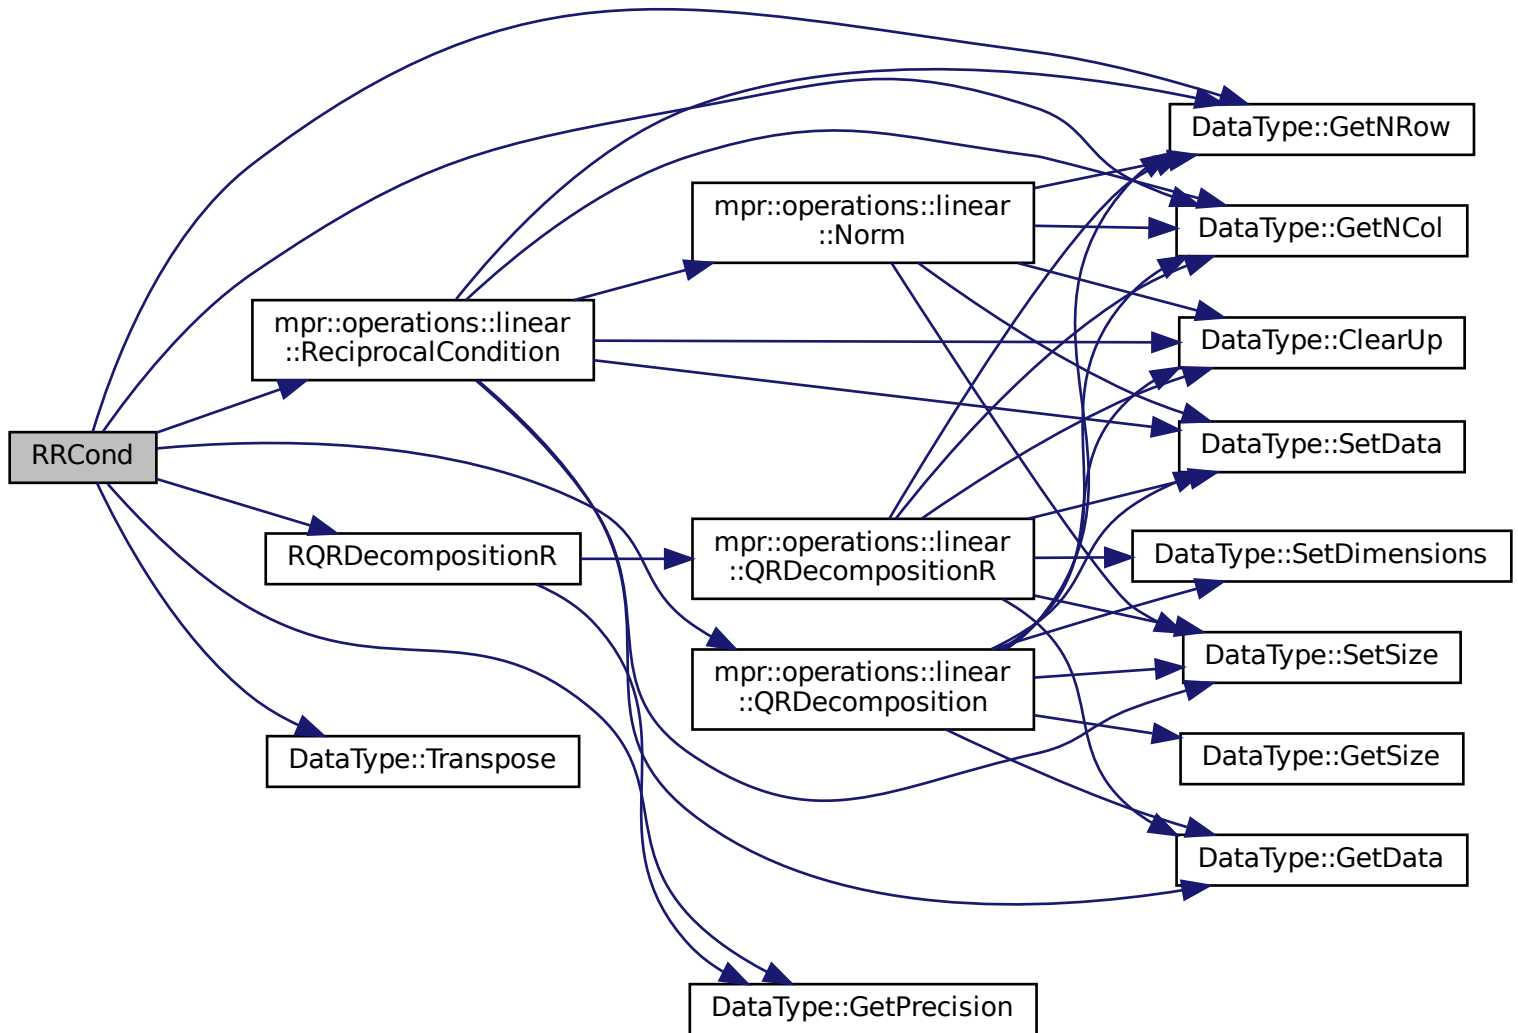 RRCond
mpr::operations::linear
::ReciprocalCondition
RQRDecompositionR
DataType::Transpose
mpr::operations::linear
::Norm
mpr::operations::linear
::QRDecompositionR
mpr::operations::linear
::QRDecomposition
DataType::GetPrecision
DataType::GetNRow
DataType::GetNCol
DataType::ClearUp
DataType::SetData
DataType::SetDimensions
DataType::SetSize
DataType::GetSize
DataType::GetData